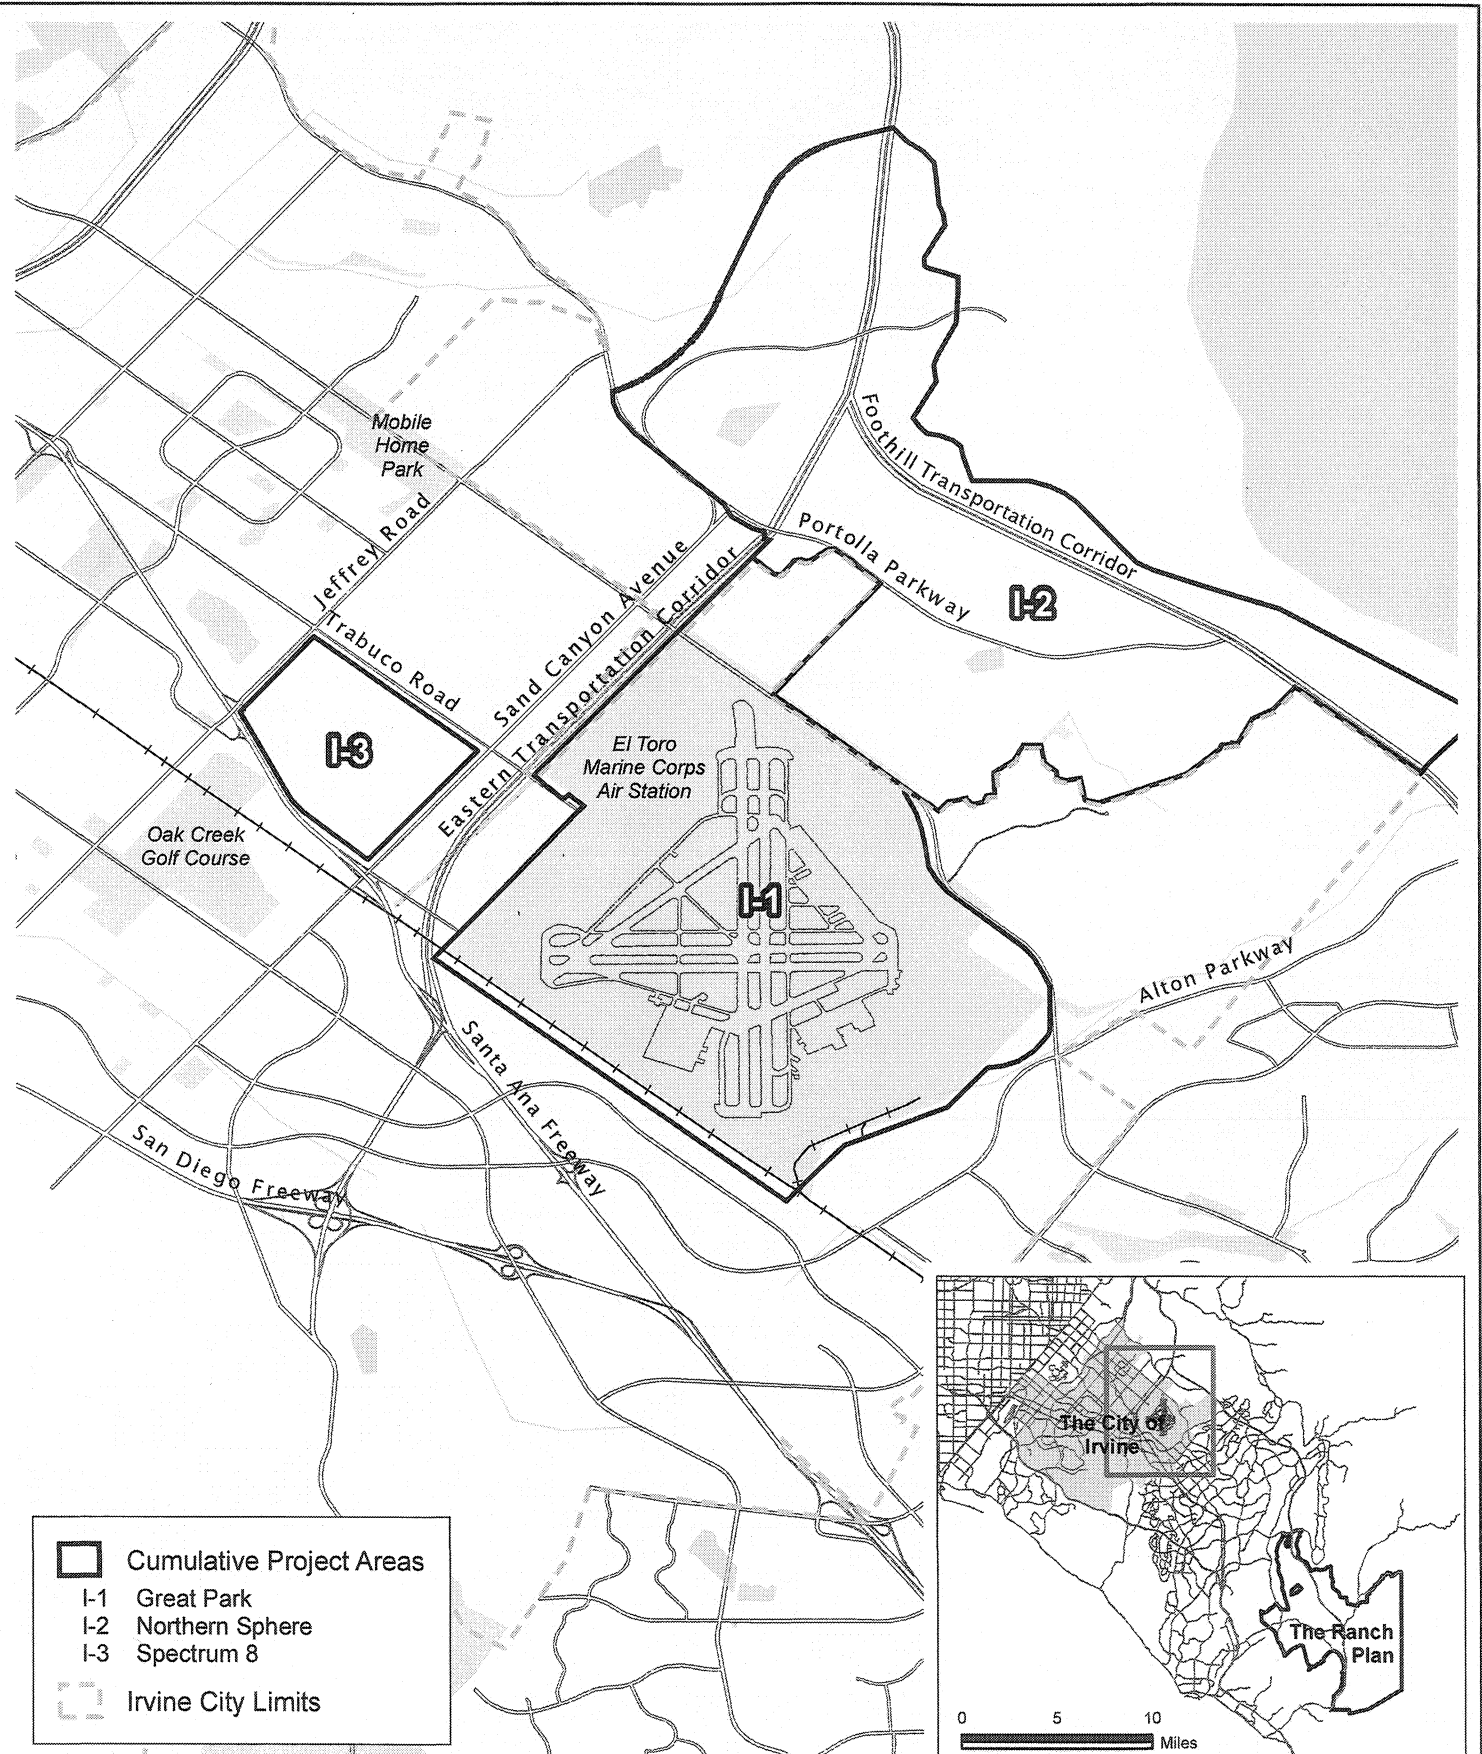 Mobile
Home
Park
Foothill Transportation Corridor
Jeffrey Road
Portolla Parkway
Sand Canyon Avenue
Eastern Transportation Corridor
I-2
Trabuco Road
I-3
El Toro
Marine Corps
Air Station
Oak Creek
Golf Course
I-1
Alton Parkway
Santa Ana Freeway
San Diego Freeway
The City of
Irvine
The Ranch
Plan
0 5 10
Miles
Cumulative Project Areas
I-1 Great Park
I-2 Northern Sphere
I-3 Spectrum 8
Irvine City Limits